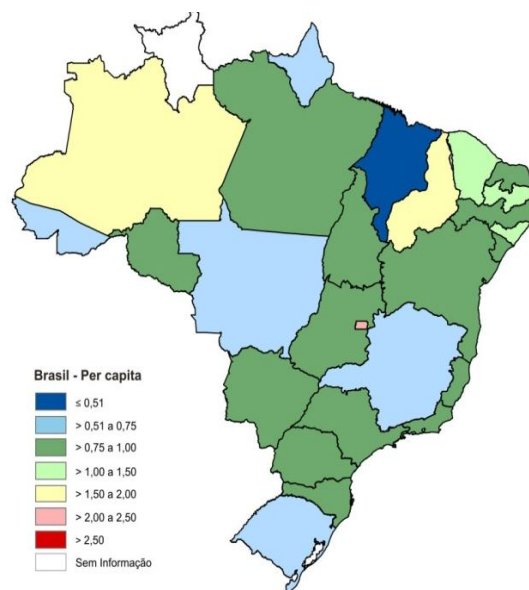 Brasil - Per capita
≤ 0,51
> 0,51 a 0,75
> 0,75 a 1,00
> 1,00 a 1,50
> 1,50 a 2,00
> 2,00 a 2,50
> 2,50
Sem Informação